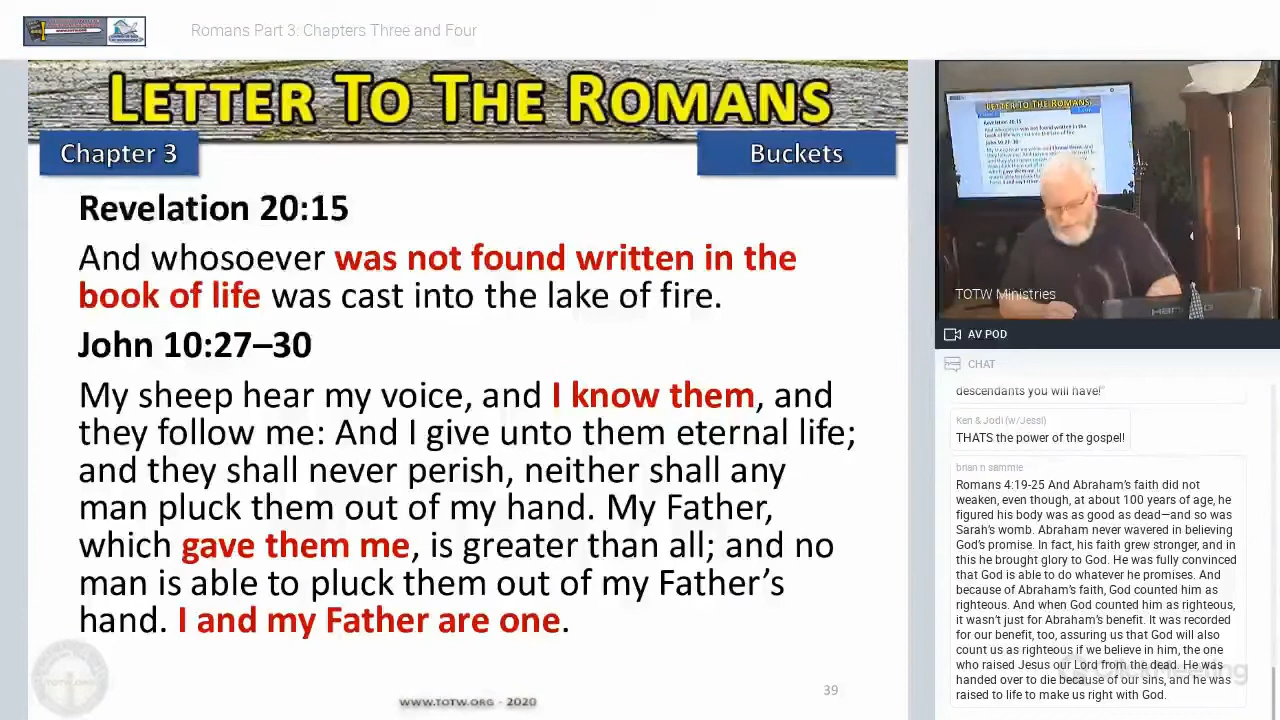 Romans Part 3: Chapters Three and Four
LETTER TO THE ROMANS
Chapter 3
Buckets
Revelation 20:15
And whosoever was not found written in the
book of life was cast into the lake of fire.
John 10:27–30
My sheep hear my voice, and I know them, and
they follow me: And I give unto them eternal life;
and they shall never perish, neither shall any
man pluck them out of my hand. My Father,
which gave them me, is greater than all; and no
man is able to pluck them out of my Father's
hand. I and my Father are one.
WWW.TOTW.ORG - 2020
39
LETTER TO THE ROMANS
Revelation 20:15
John 10:27-30
TOTW Ministries
AV POD
CHAT
descendants you will have!"
Ken & Jodi (w/Jessi)
THATS the power of the gospel!
brian n sammie
Romans 4:19-25 And Abraham's faith did not
weaken, even though, at about 100 years of age, he
figured his body was as good as dead—and so was
Sarah's womb. Abraham never wavered in believing
God's promise. In fact, his faith grew stronger, and in
this he brought glory to God. He was fully convinced
that God is able to do whatever he promises. And
because of Abraham's faith, God counted him as
righteous. And when God counted him as righteous,
it wasn't just for Abraham's benefit. It was recorded
for our benefit, too, assuring us that God will also
count us as righteous if we believe in him, the one
who raised Jesus our Lord from the dead. He was
handed over to die because of our sins, and he was
raised to life to make us right with God.